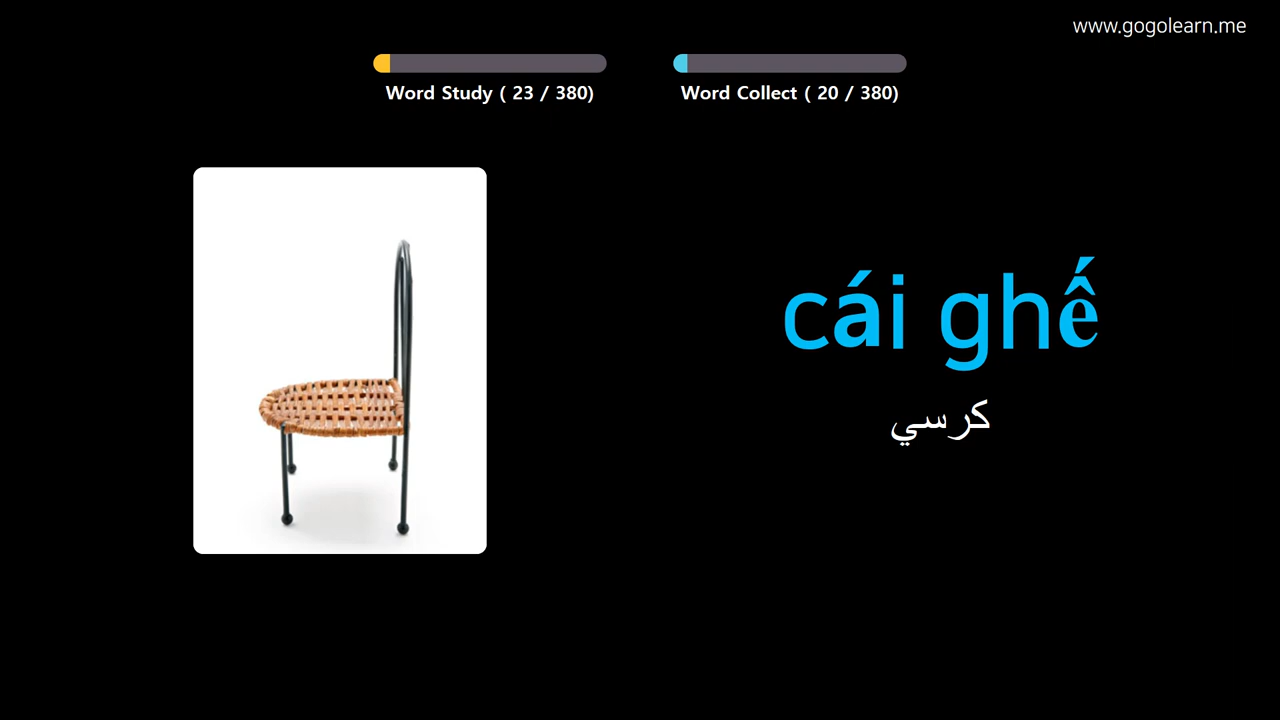 www.gogolearn.me
Word Study ( 23 / 380)
Word Collect ( 20 / 380)
cái ghế
كرسي